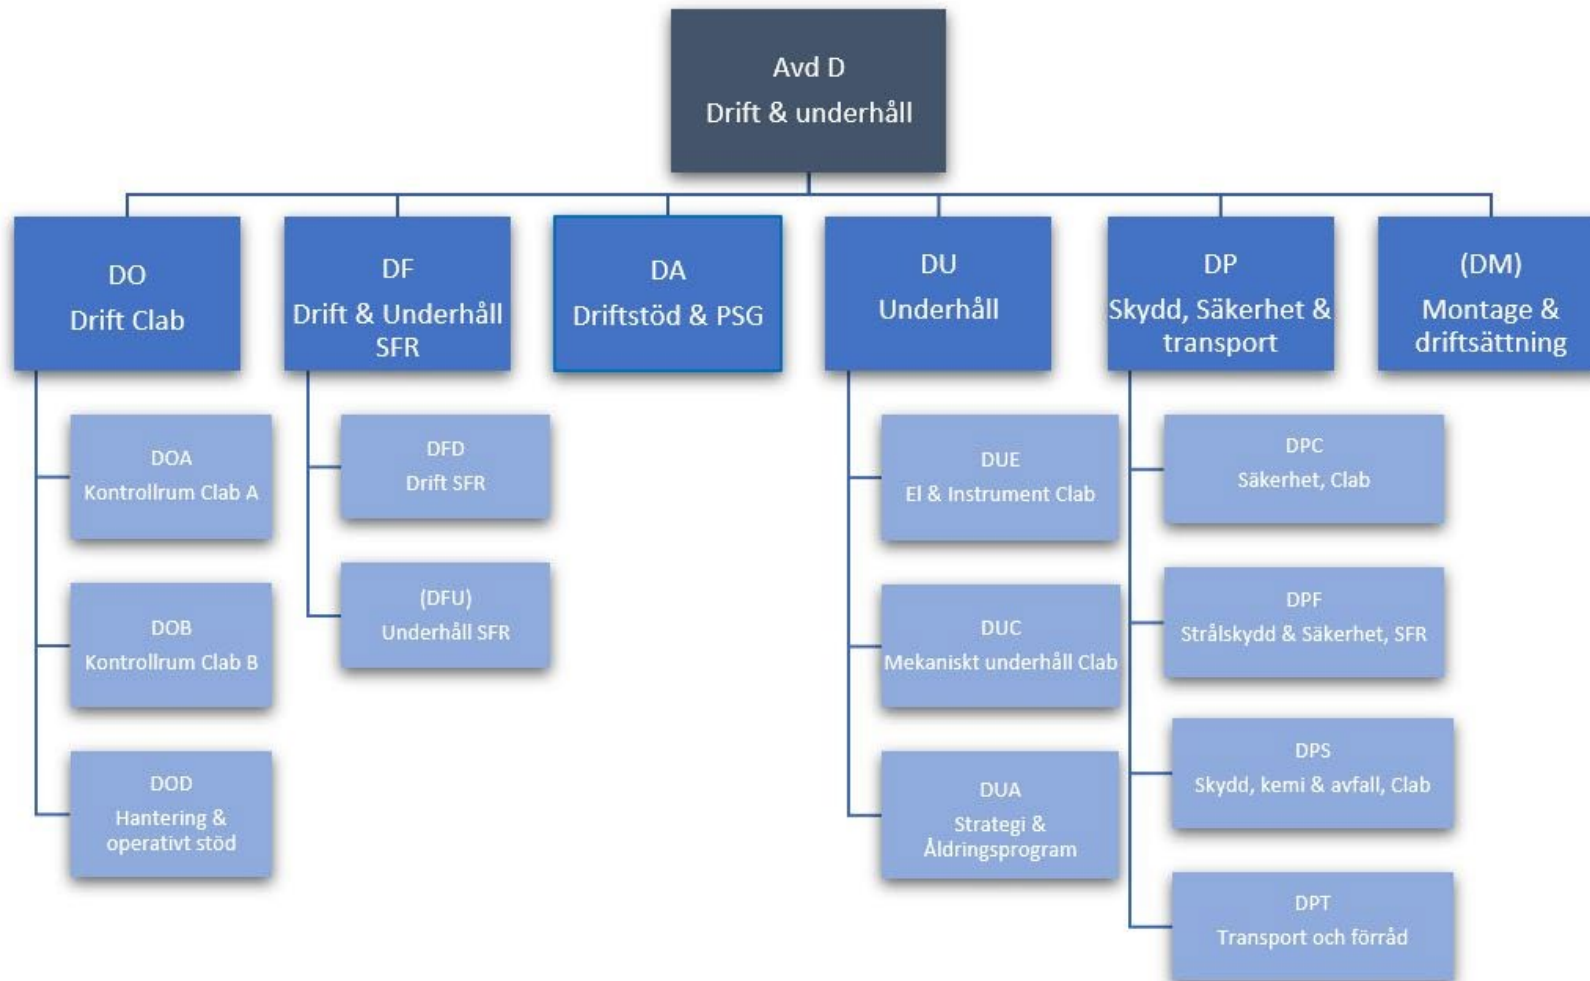 Avd D
Drift & underhåll
DO
Drift Clab
DF
Drift & Underhåll
SFR
DA
Driftstöd & PSG
DU
Underhåll
DP
Skydd, Säkerhet &
transport
(DM)
Montage &
driftsättning
DOA
Kontrollrum Clab A
DOB
Kontrollrum Clab B
DOD
Hantering &
operativt stöd
DFD
Drift SFR
(DFU)
Underhåll SFR
DUE
El & Instrument Clab
DUC
Mekaniskt underhåll Clab
DUA
Strategi &
Åldringsprogram
DPC
Säkerhet, Clab
DPF
Strålskydd & Säkerhet, SFR
DPS
Skydd, kemi & avfall, Clab
DPT
Transport och förråd